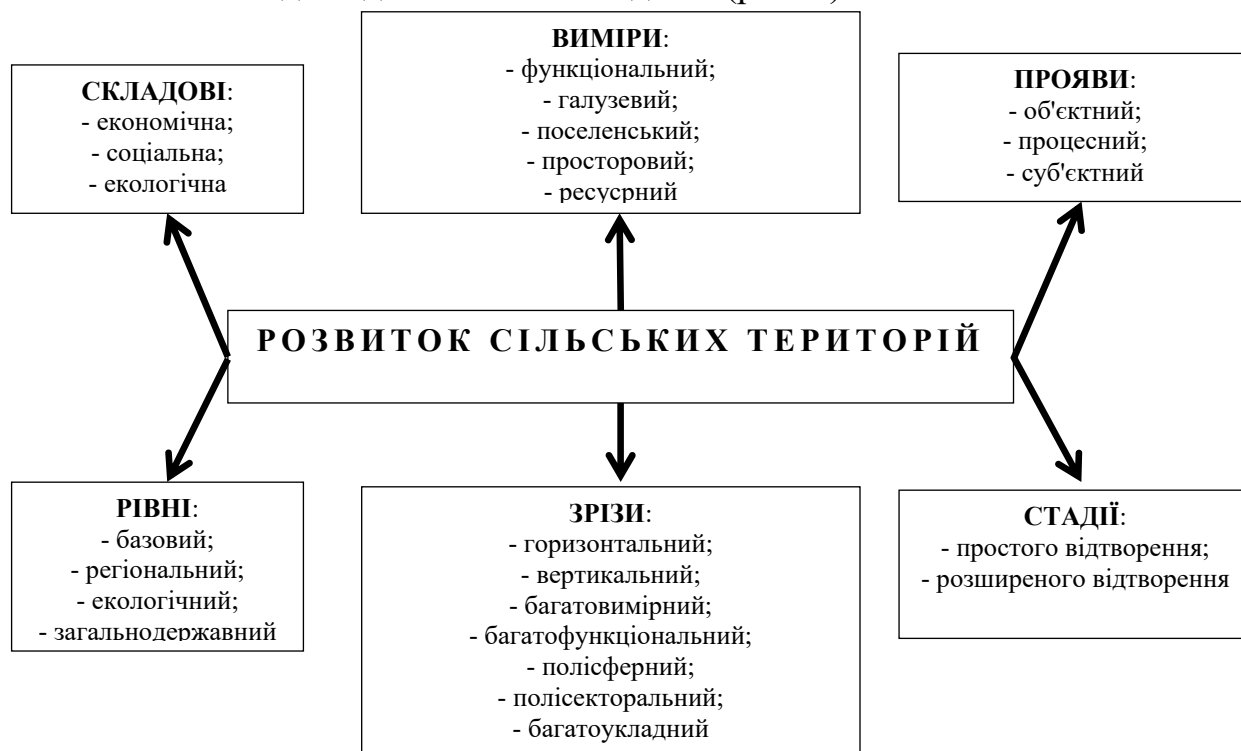 ВИМІРИ:
- функціональний;
- галузевий;
- поселенський;
- просторовий;
- ресусрний
СКЛАДОВІ:
- економічна;
- соціальна;
- екологічна
ПРОЯВИ:
- об'єктний;
- процесний;
- суб'єктний
РОЗВИТОК СІЛЬСЬКИХ ТЕРИТОРІЙ
РІВНІ:
- базовий;
- регіональний;
- екологічний;
- загальнодержавний
ЗРІЗИ:
- горизонтальний;
- вертикальний;
- багатовимірний;
- багатофункціональний;
- полісферний;
- полісекторальний;
- багатоукладний
СТАДІЇ:
- простого відтворення;
- розширеного відтворення